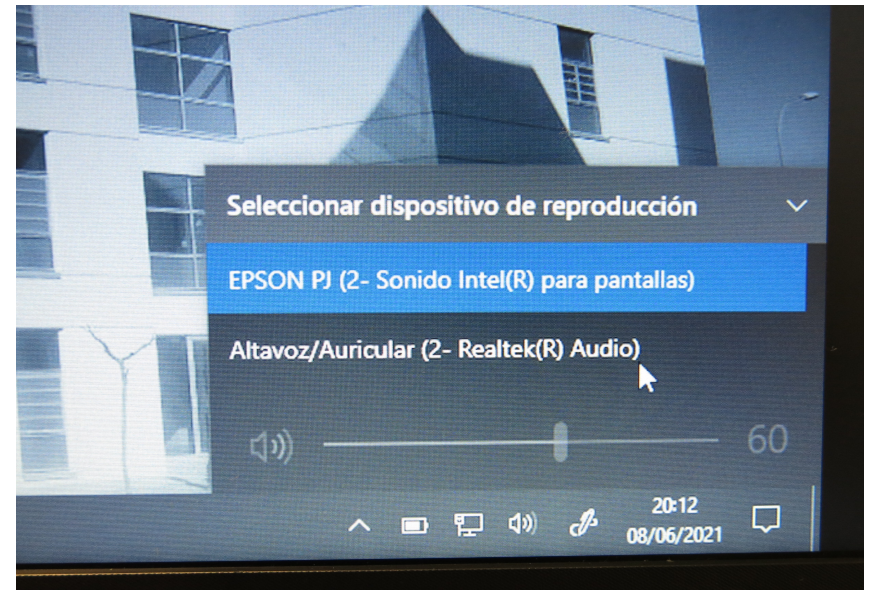 Seleccionar dispositivo de reproducción
EPSON PJ (2- Sonido Intel(R) para pantallas)
Altavoz/Auricular (2- Realtek(R) Audio)
60
20:12
08/06/2021